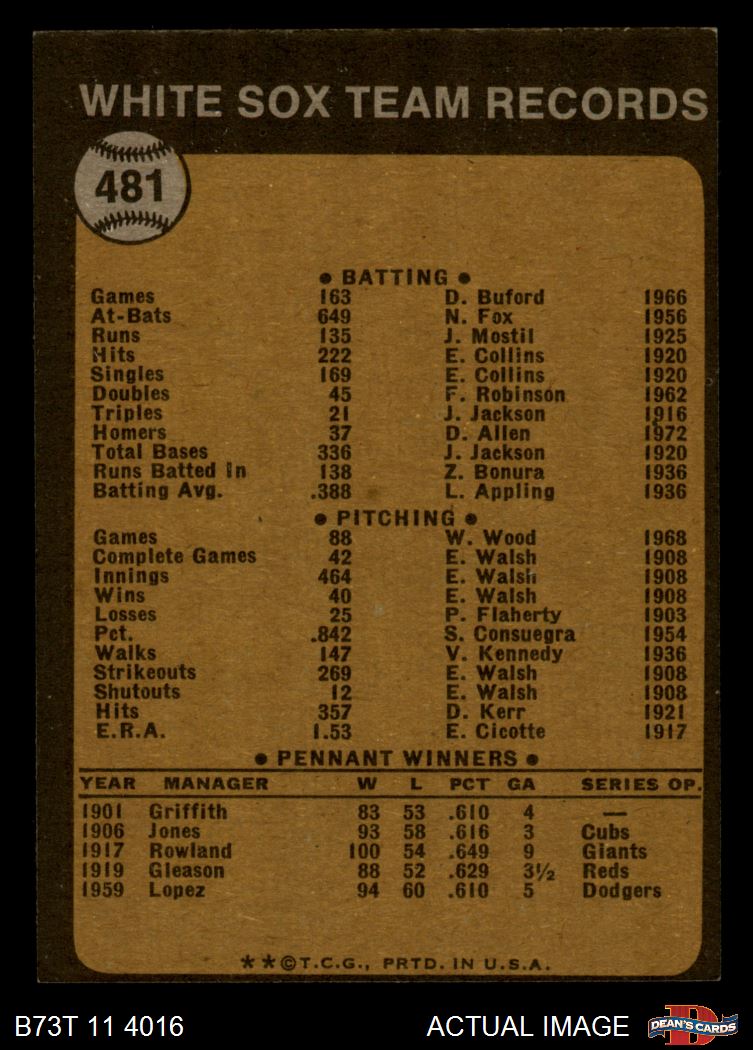 WHITE SOX TEAM RECORDS
481
• BATTING •
Games 163 D. Buford 1966
At-Bats 649 N. Fox 1956
Runs 135 J. Mostil 1925
Hits 222 E. Collins 1920
Singles 169 E. Collins 1920
Doubles 45 F. Robinson 1962
Triples 21 J. Jackson 1916
Homers 37 D. Allen 1972
Total Bases 336 J. Jackson 1920
Runs Batted In 138 Z. Bonura 1936
Batting Avg. .388 L. Appling 1936
• PITCHING •
Games 88 W. Wood 1968
Complete Games 42 E. Walsh 1908
Innings 464 E. Walsh 1908
Wins 40 E. Walsh 1908
Losses 25 P. Flaherty 1903
Pct. .842 S. Consuegra 1954
Walks 147 V. Kennedy 1936
Strikeouts 269 E. Walsh 1908
Shutouts 12 E. Walsh 1908
Hits 357 D. Kerr 1921
E.R.A. 1.53 E. Cicotte 1917
• PENNANT WINNERS •
YEAR MANAGER W L PCT GA SERIES OP.
1901 Griffith 83 53 .610 4 —
1906 Jones 93 58 .616 3 Cubs
1917 Rowland 100 54 .649 9 Giants
1919 Gleason 88 52 .629 3½ Reds
1959 Lopez 94 60 .610 5 Dodgers
**©T.C.G., PRTD. IN U.S.A.
B73T 11 4016 ACTUAL IMAGE D DEAN'S CARDS